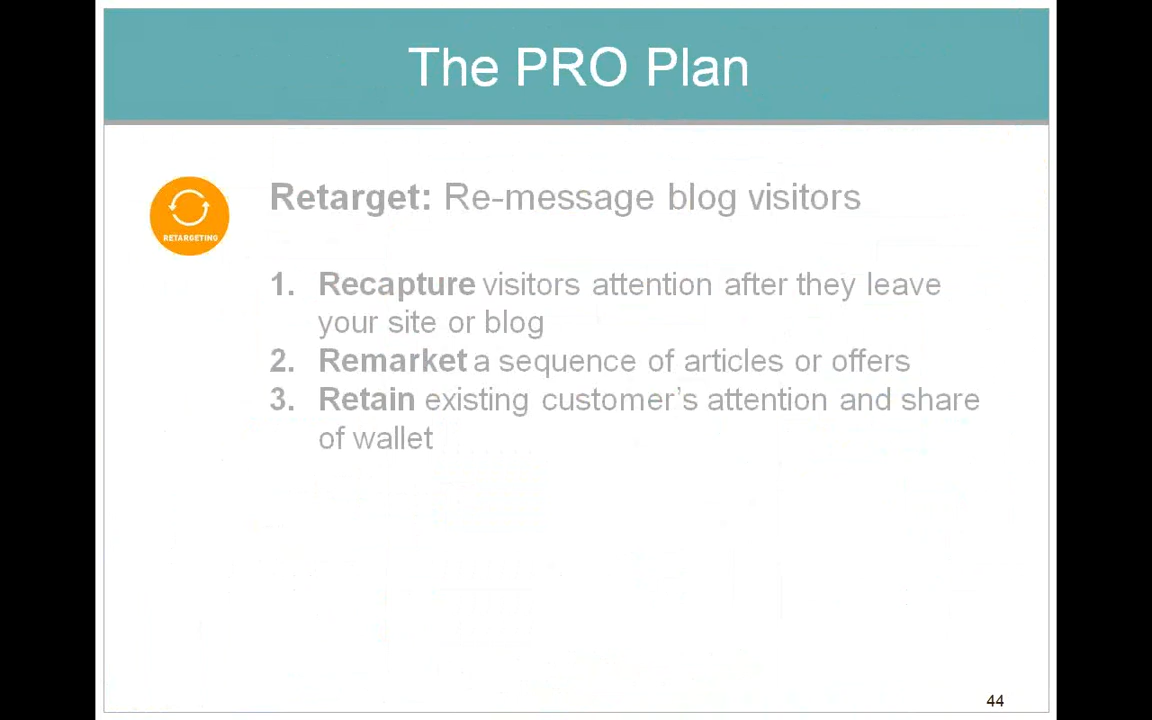 The PRO Plan
RETARGETING
Retarget: Re-message blog visitors
1. Recapture visitors attention after they leave
your site or blog
2. Remarket a sequence of articles or offers
3. Retain existing customer's attention and share
of wallet
44